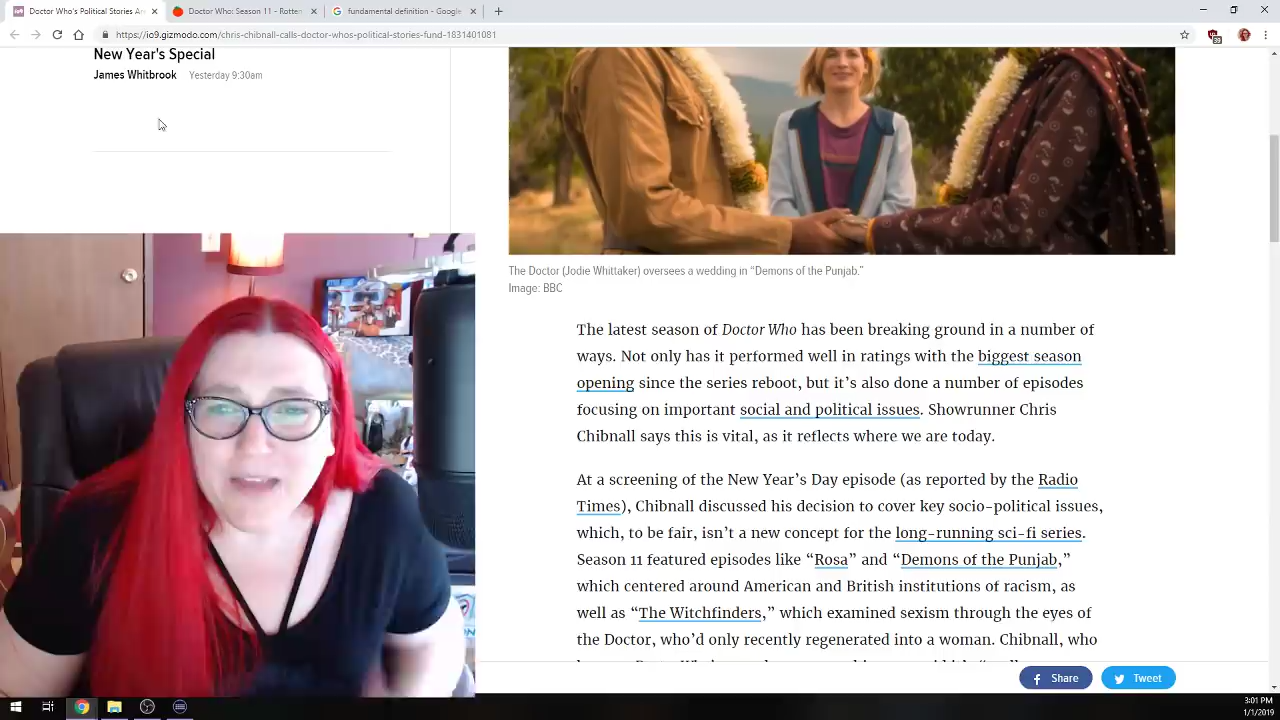 Doctor Who's Political Stories Are
Doctor Who: Season 11 - Rotten
fundamental definition - Google
https://io9.gizmodo.com/chris-chibnall-calls-doctor-whos-political-stories-fund-1831401081
New Year's Special
James Whitbrook Yesterday 9:30am
The Doctor (Jodie Whittaker) oversees a wedding in “Demons of the Punjab.”
Image: BBC
The latest season of Doctor Who has been breaking ground in a number of
ways. Not only has it performed well in ratings with the biggest season
opening since the series reboot, but it’s also done a number of episodes
focusing on important social and political issues. Showrunner Chris
Chibnall says this is vital, as it reflects where we are today.
At a screening of the New Year’s Day episode (as reported by the Radio
Times), Chibnall discussed his decision to cover key socio-political issues,
which, to be fair, isn’t a new concept for the long-running sci-fi series.
Season 11 featured episodes like “Rosa” and “Demons of the Punjab,”
which centered around American and British institutions of racism, as
well as “The Witchfinders,” which examined sexism through the eyes of
the Doctor, who’d only recently regenerated into a woman. Chibnall, who
Share
Tweet
3:01 PM
1/1/2019